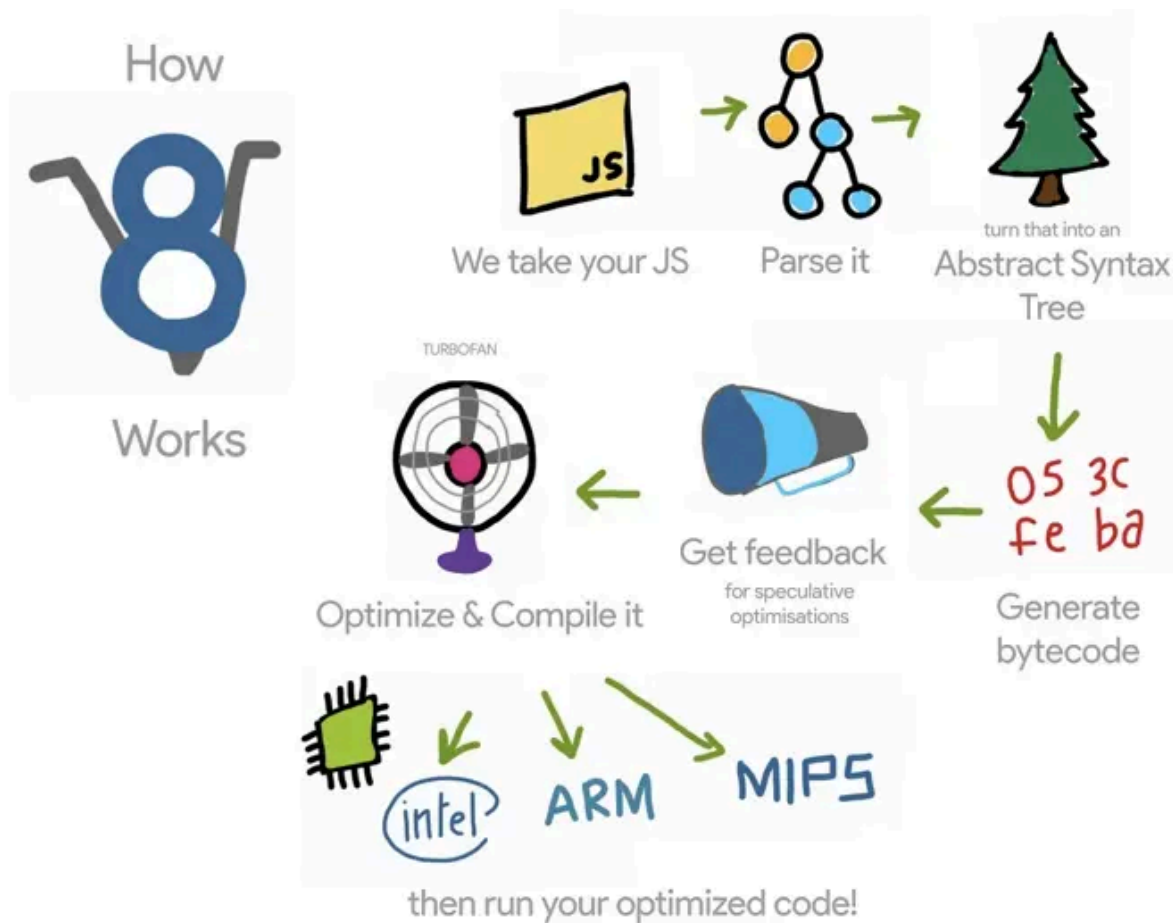 How
8
Works
JS
We take your JS
Parse it
turn that into an
Abstract Syntax
Tree
05 3c
fe ba
Generate
bytecode
Get feedback
for speculative
optimisations
TURBOFAN
Optimize & Compile it
intel
ARM
MIPS
then run your optimized code!